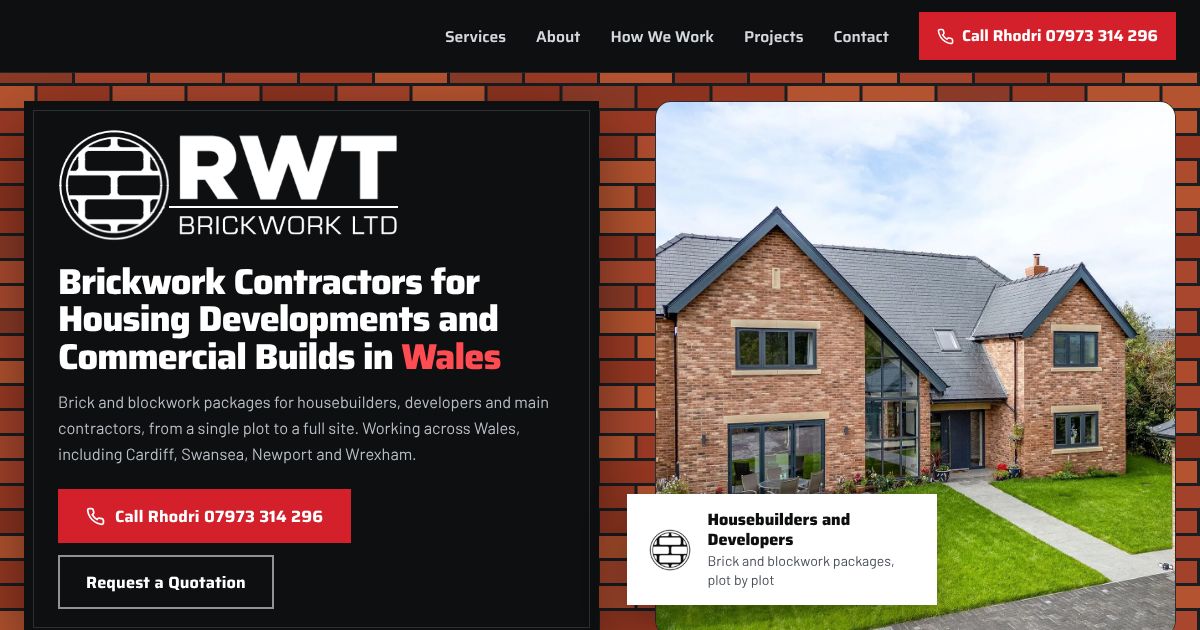 Services
About
How We Work
Projects
Contact
Call Rhodri 07973 314 296
RWT
BRICKWORK LTD
Brickwork Contractors for
Housing Developments and
Commercial Builds in Wales
Brick and blockwork packages for housebuilders, developers and main
contractors, from a single plot to a full site. Working across Wales,
including Cardiff, Swansea, Newport and Wrexham.
Call Rhodri 07973 314 296
Request a Quotation
Housebuilders and
Developers
Brick and blockwork packages,
plot by plot